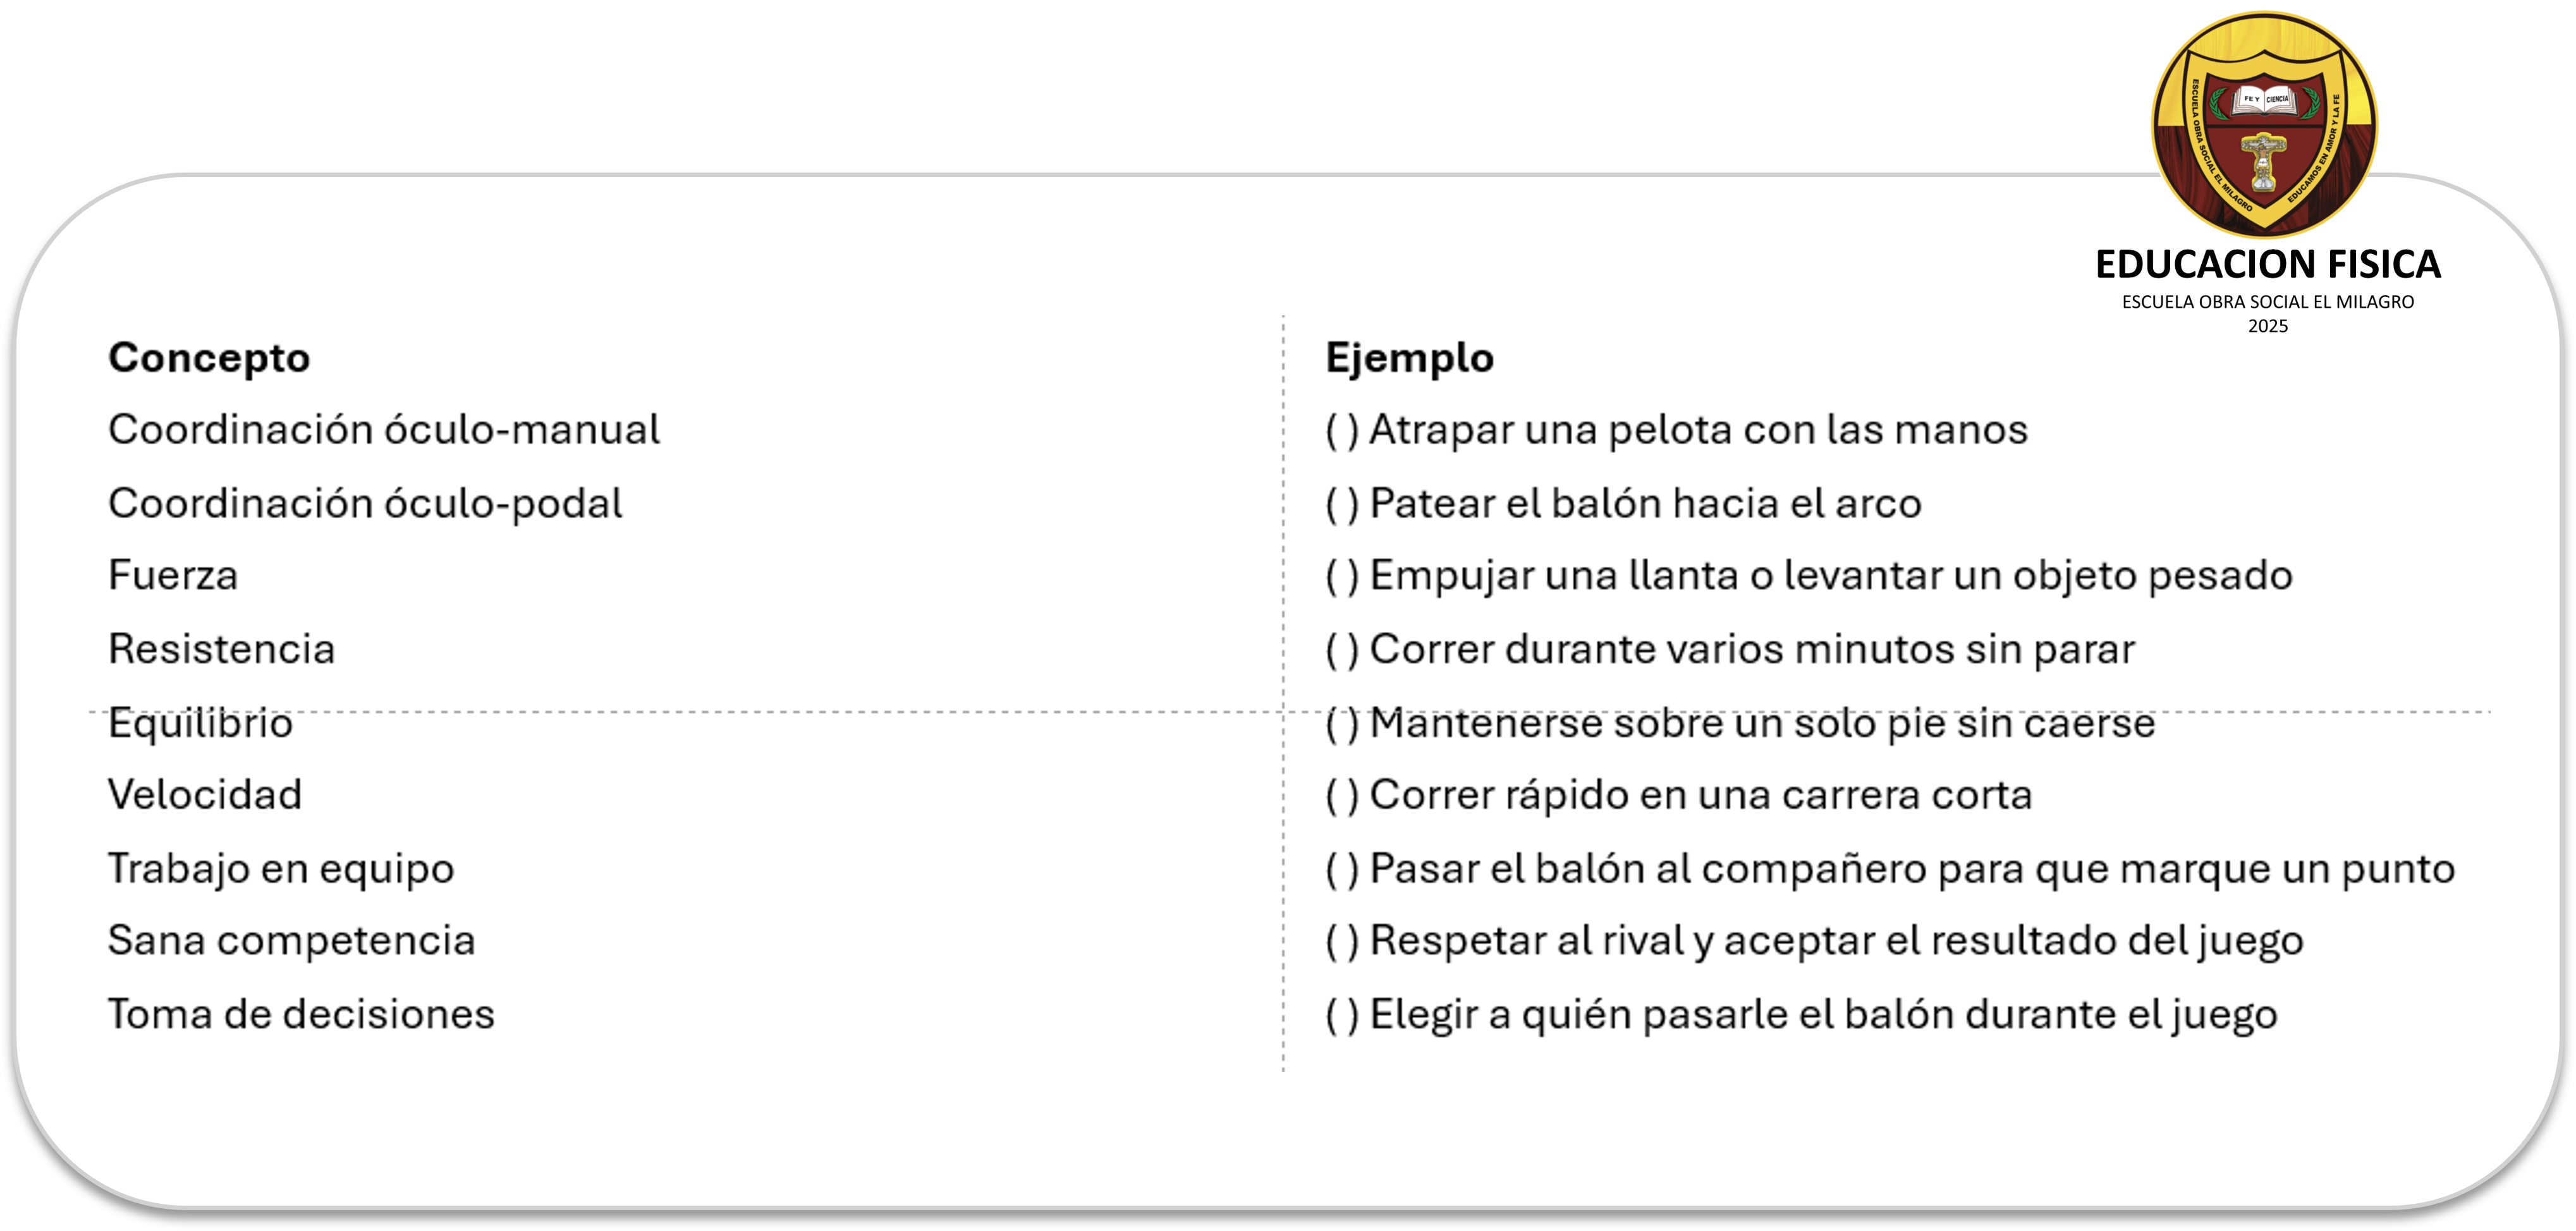 FE Y CIENCIA
ESCUELA OBRA SOCIAL EL MILAGRO
EDUCAMOS EN AMOR Y LA FE
EDUCACION FISICA
ESCUELA OBRA SOCIAL EL MILAGRO
2025
Concepto Ejemplo
Coordinación óculo-manual ( ) Atrapar una pelota con las manos
Coordinación óculo-podal ( ) Patear el balón hacia el arco
Fuerza ( ) Empujar una llanta o levantar un objeto pesado
Resistencia ( ) Correr durante varios minutos sin parar
Equilibrio ( ) Mantenerse sobre un solo pie sin caerse
Velocidad ( ) Correr rápido en una carrera corta
Trabajo en equipo ( ) Pasar el balón al compañero para que marque un punto
Sana competencia ( ) Respetar al rival y aceptar el resultado del juego
Toma de decisiones ( ) Elegir a quién pasarle el balón durante el juego